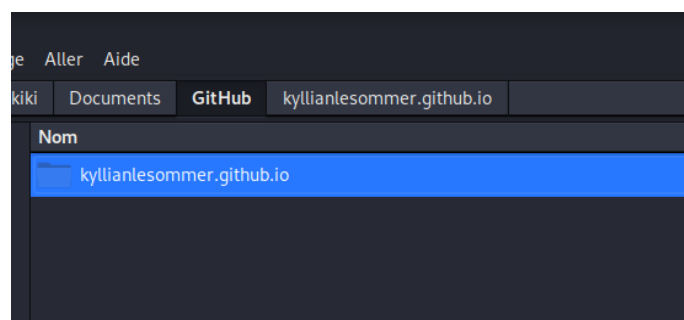 ge Aller Aide
kiki Documents GitHub kyllianlesommer.github.io
Nom
kyllianlesommer.github.io